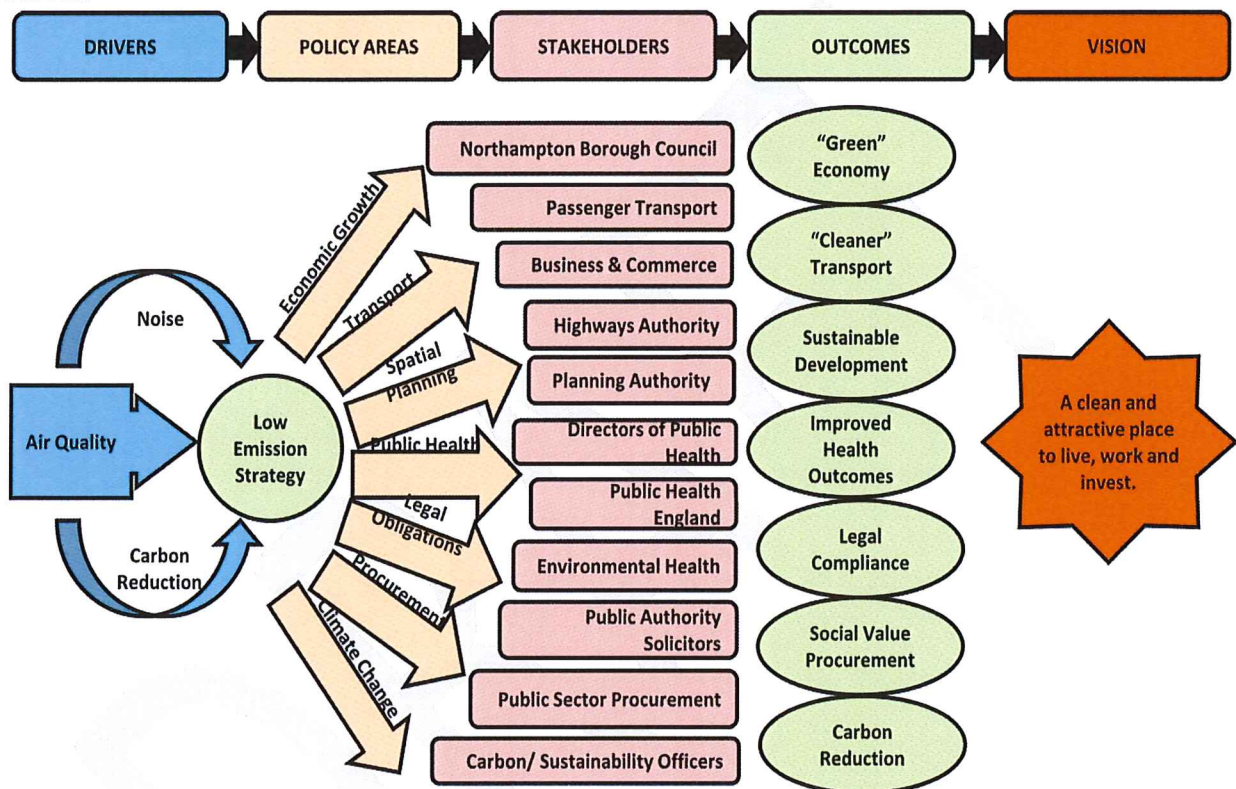 DRIVERS
POLICY AREAS
STAKEHOLDERS
OUTCOMES
VISION
Noise
Air Quality
Carbon
Reduction
Low
Emission
Strategy
Economic Growth
Transport
Spatial
Planning
Public Health
Legal
Obligations
Procurement
Climate Change
Northampton Borough Council
Passenger Transport
Business & Commerce
Highways Authority
Planning Authority
Directors of Public
Health
Public Health
England
Environmental Health
Public Authority
Solicitors
Public Sector Procurement
Carbon/ Sustainability Officers
“Green”
Economy
“Cleaner”
Transport
Sustainable
Development
Improved
Health
Outcomes
Legal
Compliance
Social Value
Procurement
Carbon
Reduction
A clean and
attractive place
to live, work and
invest.